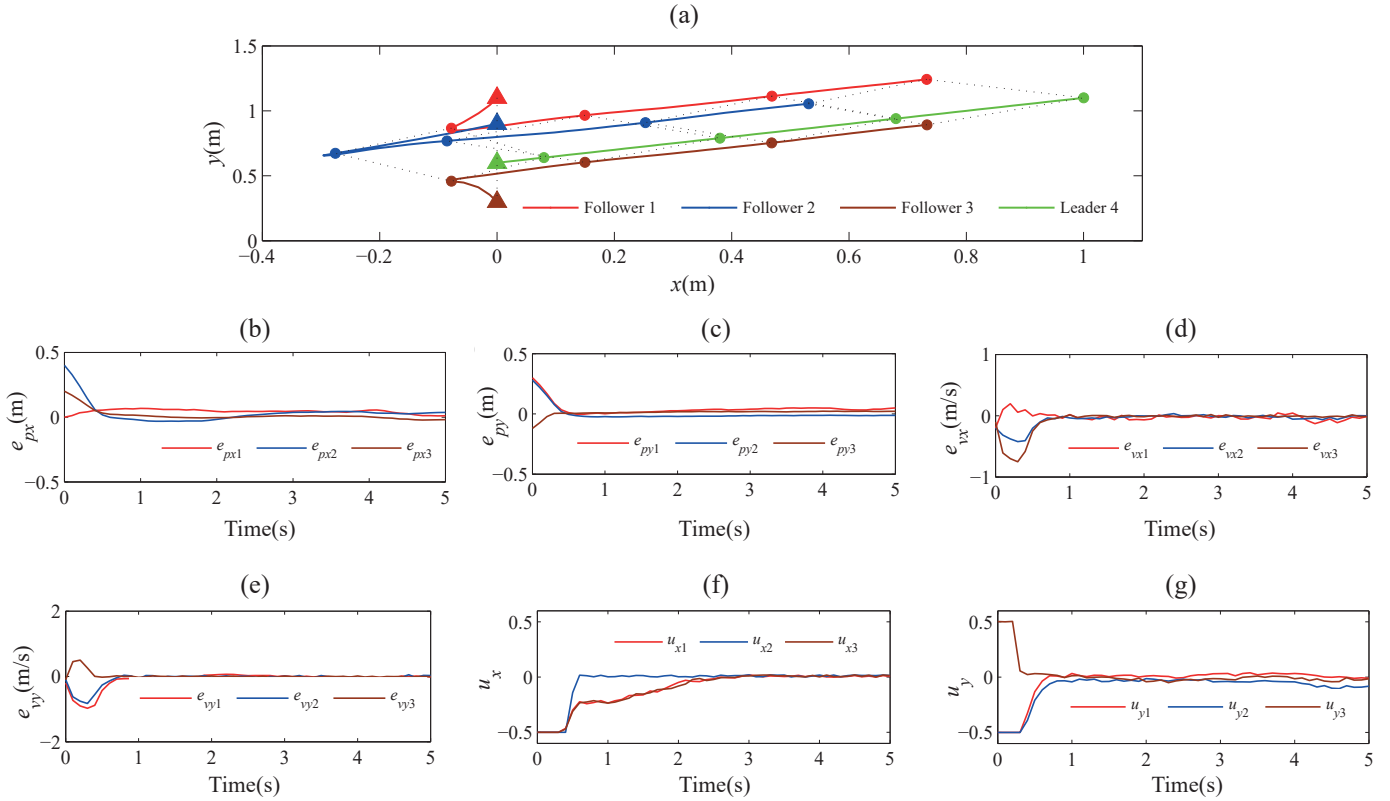 (a)
1.5
1
0.5
0
y(m)
Follower 1 Follower 2 Follower 3 Leader 4
−0.4 −0.2 0 0.2 0.4 0.6 0.8 1
x(m)
(b)
0.5
0
−0.5
e_px(m)
e_px1 e_px2 e_px3
0 1 2 3 4 5
Time(s)
(c)
0.5
0
−0.5
e_py(m)
e_py1 e_py2 e_py3
0 1 2 3 4 5
Time(s)
(d)
1
0
−1
e_vx(m/s)
e_vx1 e_vx2 e_vx3
0 1 2 3 4 5
Time(s)
(e)
2
0
−2
e_vy(m/s)
e_vy1 e_vy2 e_vy3
0 1 2 3 4 5
Time(s)
(f)
0.5
0
−0.5
u_x
u_x1 u_x2 u_x3
0 1 2 3 4 5
Time(s)
(g)
0.5
0
−0.5
u_y
u_y1 u_y2 u_y3
0 1 2 3 4 5
Time(s)